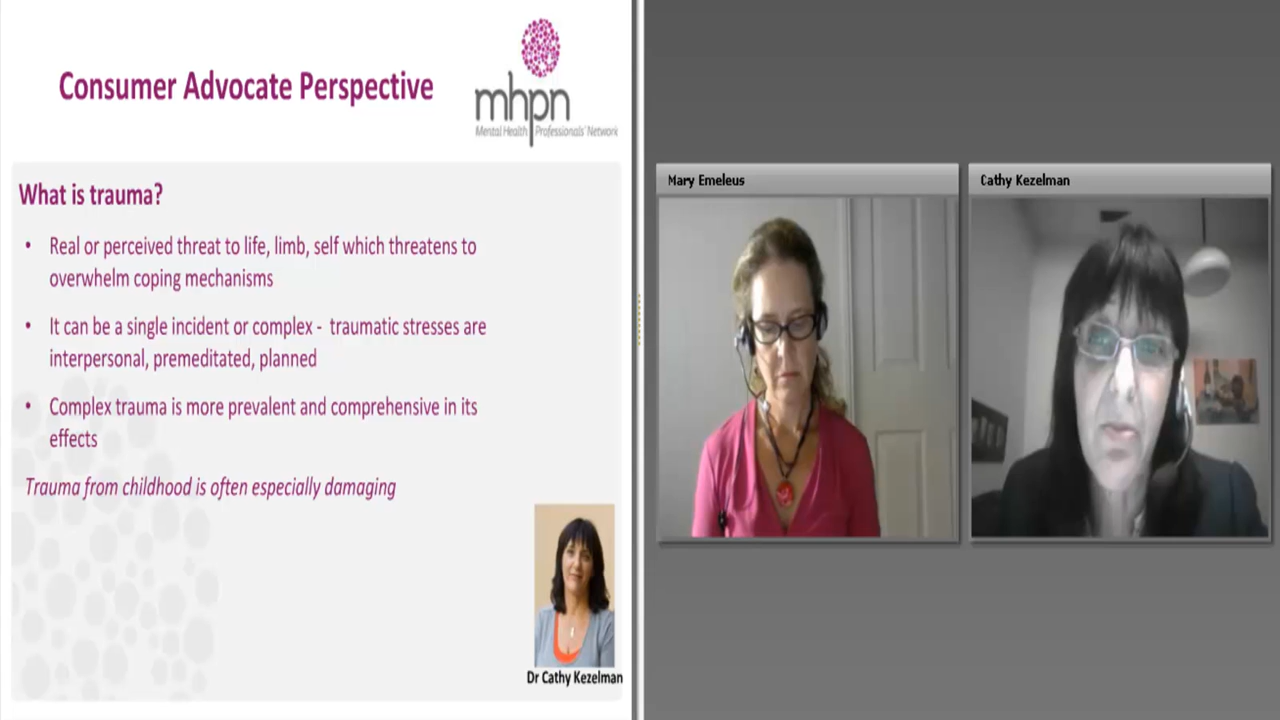 Consumer Advocate Perspective
mhpn
Mental Health Professionals' Network
What is trauma?
• Real or perceived threat to life, limb, self which threatens to
overwhelm coping mechanisms
• It can be a single incident or complex - traumatic stresses are
interpersonal, premeditated, planned
• Complex trauma is more prevalent and comprehensive in its
effects
Trauma from childhood is often especially damaging
Dr Cathy Kezelman
Mary Emeleus
Cathy Kezelman